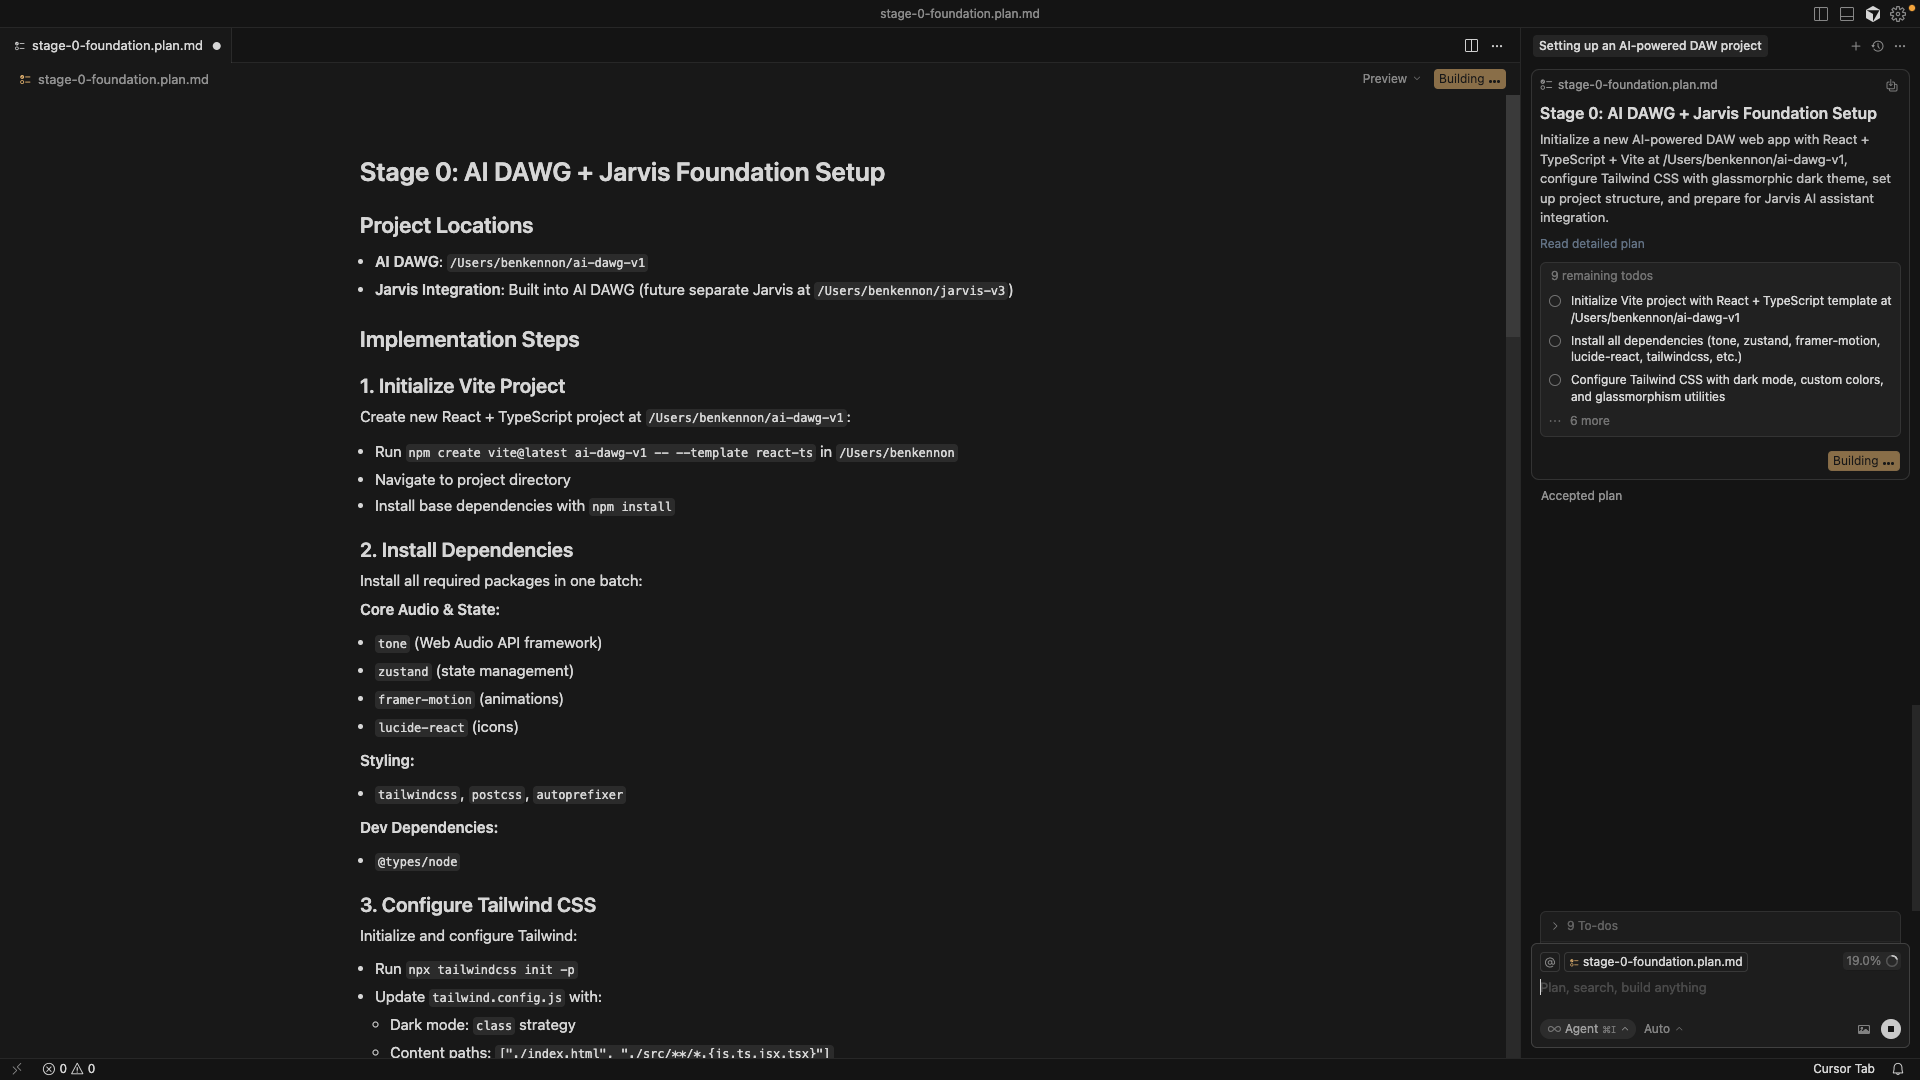 stage-0-foundation.plan.md
stage-0-foundation.plan.md
stage-0-foundation.plan.md
Preview
Building ...
Stage 0: AI DAWG + Jarvis Foundation Setup
Project Locations
• AI DAWG: /Users/benkennon/ai-dawg-v1
• Jarvis Integration: Built into AI DAWG (future separate Jarvis at /Users/benkennon/jarvis-v3)
Implementation Steps
1. Initialize Vite Project
Create new React + TypeScript project at /Users/benkennon/ai-dawg-v1:
• Run npm create vite@latest ai-dawg-v1 -- --template react-ts in /Users/benkennon
• Navigate to project directory
• Install base dependencies with npm install
2. Install Dependencies
Install all required packages in one batch:
Core Audio & State:
• tone (Web Audio API framework)
• zustand (state management)
• framer-motion (animations)
• lucide-react (icons)
Styling:
• tailwindcss, postcss, autoprefixer
Dev Dependencies:
• @types/node
3. Configure Tailwind CSS
Initialize and configure Tailwind:
• Run npx tailwindcss init -p
• Update tailwind.config.js with:
◦ Dark mode: class strategy
◦ Content paths: ["./index.html", "./src/**/*.{js,ts,jsx,tsx}"]
Setting up an AI-powered DAW project
stage-0-foundation.plan.md
Stage 0: AI DAWG + Jarvis Foundation Setup
Initialize a new AI-powered DAW web app with React +
TypeScript + Vite at /Users/benkennon/ai-dawg-v1,
configure Tailwind CSS with glassmorphic dark theme, set
up project structure, and prepare for Jarvis AI assistant
integration.
Read detailed plan
9 remaining todos
Initialize Vite project with React + TypeScript template at
/Users/benkennon/ai-dawg-v1
Install all dependencies (tone, zustand, framer-motion,
lucide-react, tailwindcss, etc.)
Configure Tailwind CSS with dark mode, custom colors,
and glassmorphism utilities
... 6 more
Building ...
Accepted plan
9 To-dos
@ stage-0-foundation.plan.md
19.0%
Plan, search, build anything
Agent ⌘I
Auto
0 0
Cursor Tab